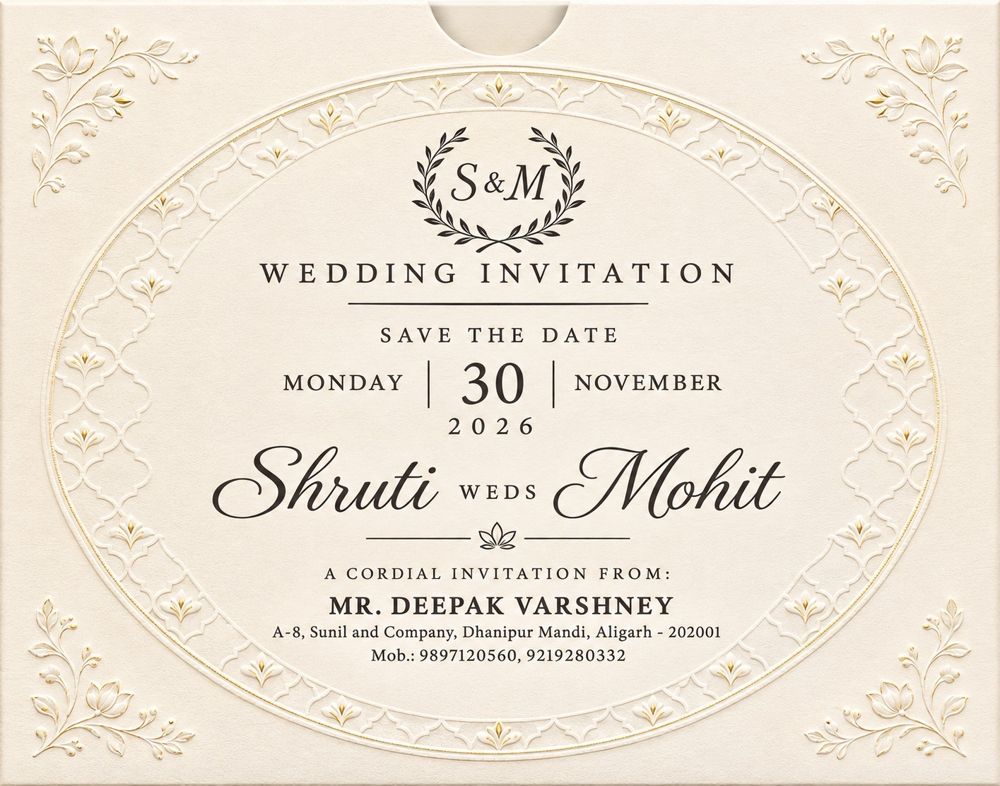 S & M
WEDDING INVITATION
SAVE THE DATE
MONDAY | 30 | NOVEMBER
2026
Shruti WEDS Mohit
A CORDIAL INVITATION FROM:
MR. DEEPAK VARSHNEY
A-8, Sunil and Company, Dhanipur Mandi, Aligarh - 202001
Mob.: 9897120560, 9219280332